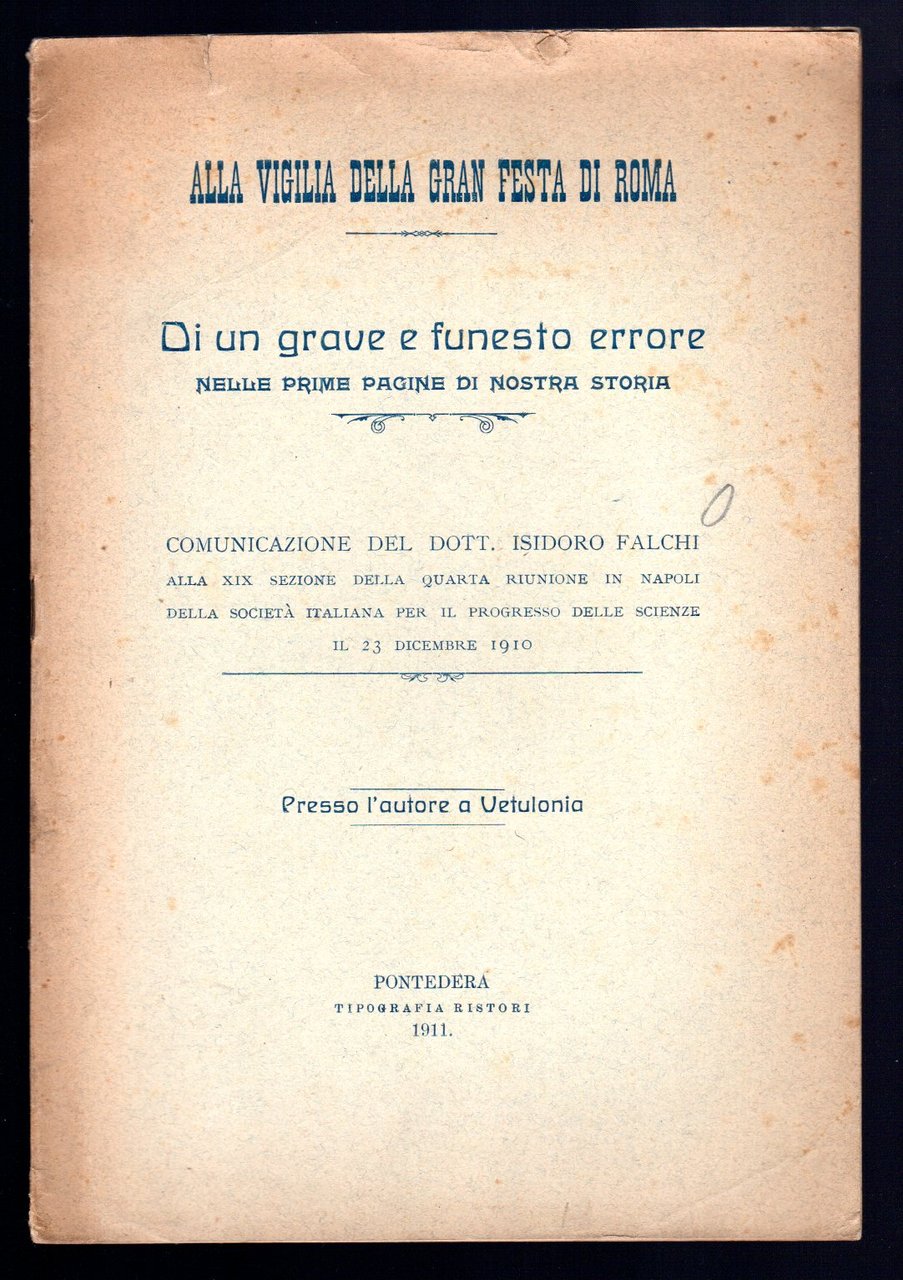 ALLA VIGILIA DELLA GRAN FESTA DI ROMA
Di un grave e funesto errore
NELLE PRIME PAGINE DI NOSTRA STORIA
COMUNICAZIONE DEL DOTT. ISIDORO FALCHI
ALLA XIX SEZIONE DELLA QUARTA RIUNIONE IN NAPOLI
DELLA SOCIETÀ ITALIANA PER IL PROGRESSO DELLE SCIENZE
IL 23 DICEMBRE 1910
Presso l'autore a Vetulonia
PONTEDERA
TIPOGRAFIA RISTORI
1911.